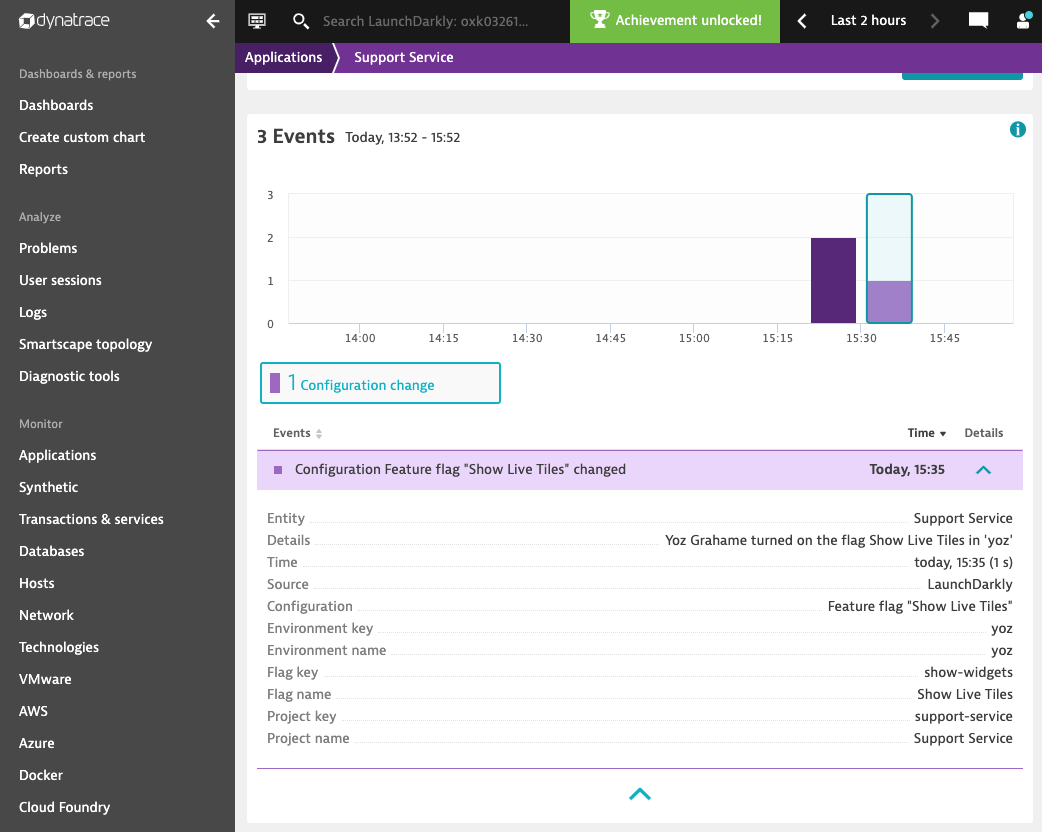 dynatrace
Search LaunchDarkly: oxk03261...
Achievement unlocked!
Last 2 hours
Applications
Support Service
Dashboards & reports
Dashboards
Create custom chart
Reports
Analyze
Problems
User sessions
Logs
Smartscape topology
Diagnostic tools
Monitor
Applications
Synthetic
Transactions & services
Databases
Hosts
Network
Technologies
VMware
AWS
Azure
Docker
Cloud Foundry
3 Events Today, 13:52 - 15:52
3
2
1
0
14:00 14:15 14:30 14:45 15:00 15:15 15:30 15:45
1 Configuration change
Events Time Details
Configuration Feature flag "Show Live Tiles" changed Today, 15:35
Entity Support Service
Details Yoz Grahame turned on the flag Show Live Tiles in 'yoz'
Time today, 15:35 (1 s)
Source LaunchDarkly
Configuration Feature flag "Show Live Tiles"
Environment key yoz
Environment name yoz
Flag key show-widgets
Flag name Show Live Tiles
Project key support-service
Project name Support Service